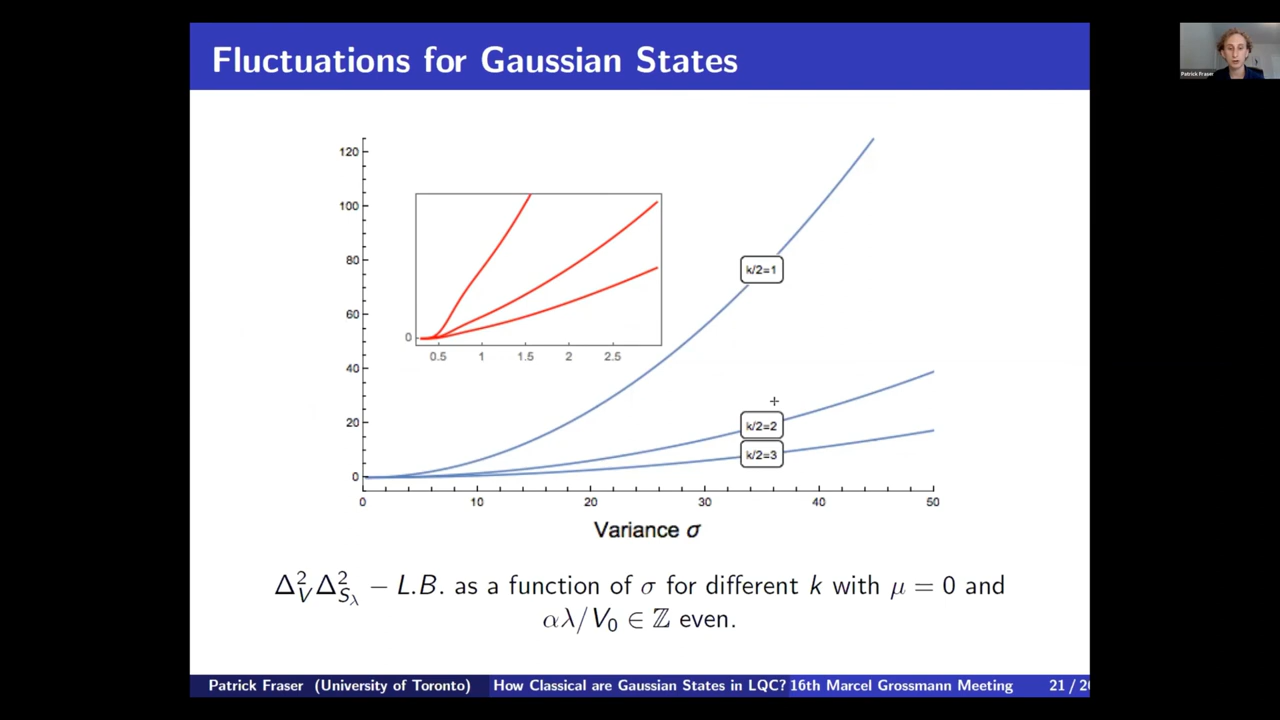 Fluctuations for Gaussian States
Patrick Fraser
120
100
80
60
40
20
0
0
0.5 1 1.5 2 2.5
k/2=1
k/2=2
k/2=3
0 10 20 30 40 50
Variance σ
Δ²_V Δ²_{S_λ} − L.B. as a function of σ for different k with μ = 0 and
αλ/V₀ ∈ ℤ even.
Patrick Fraser (University of Toronto) How Classical are Gaussian States in LQC? 16th Marcel Grossmann Meeting 21 / 2